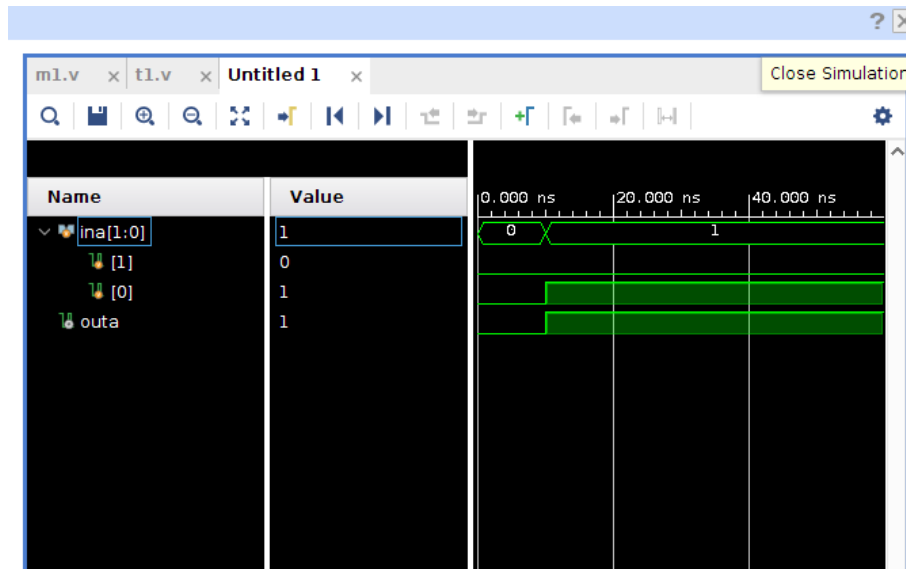 ?
m1.v t1.v Untitled 1 Close Simulation
Name Value 0.000 ns 20.000 ns 40.000 ns
ina[1:0] 1 0 1
[1] 0
[0] 1
outa 1